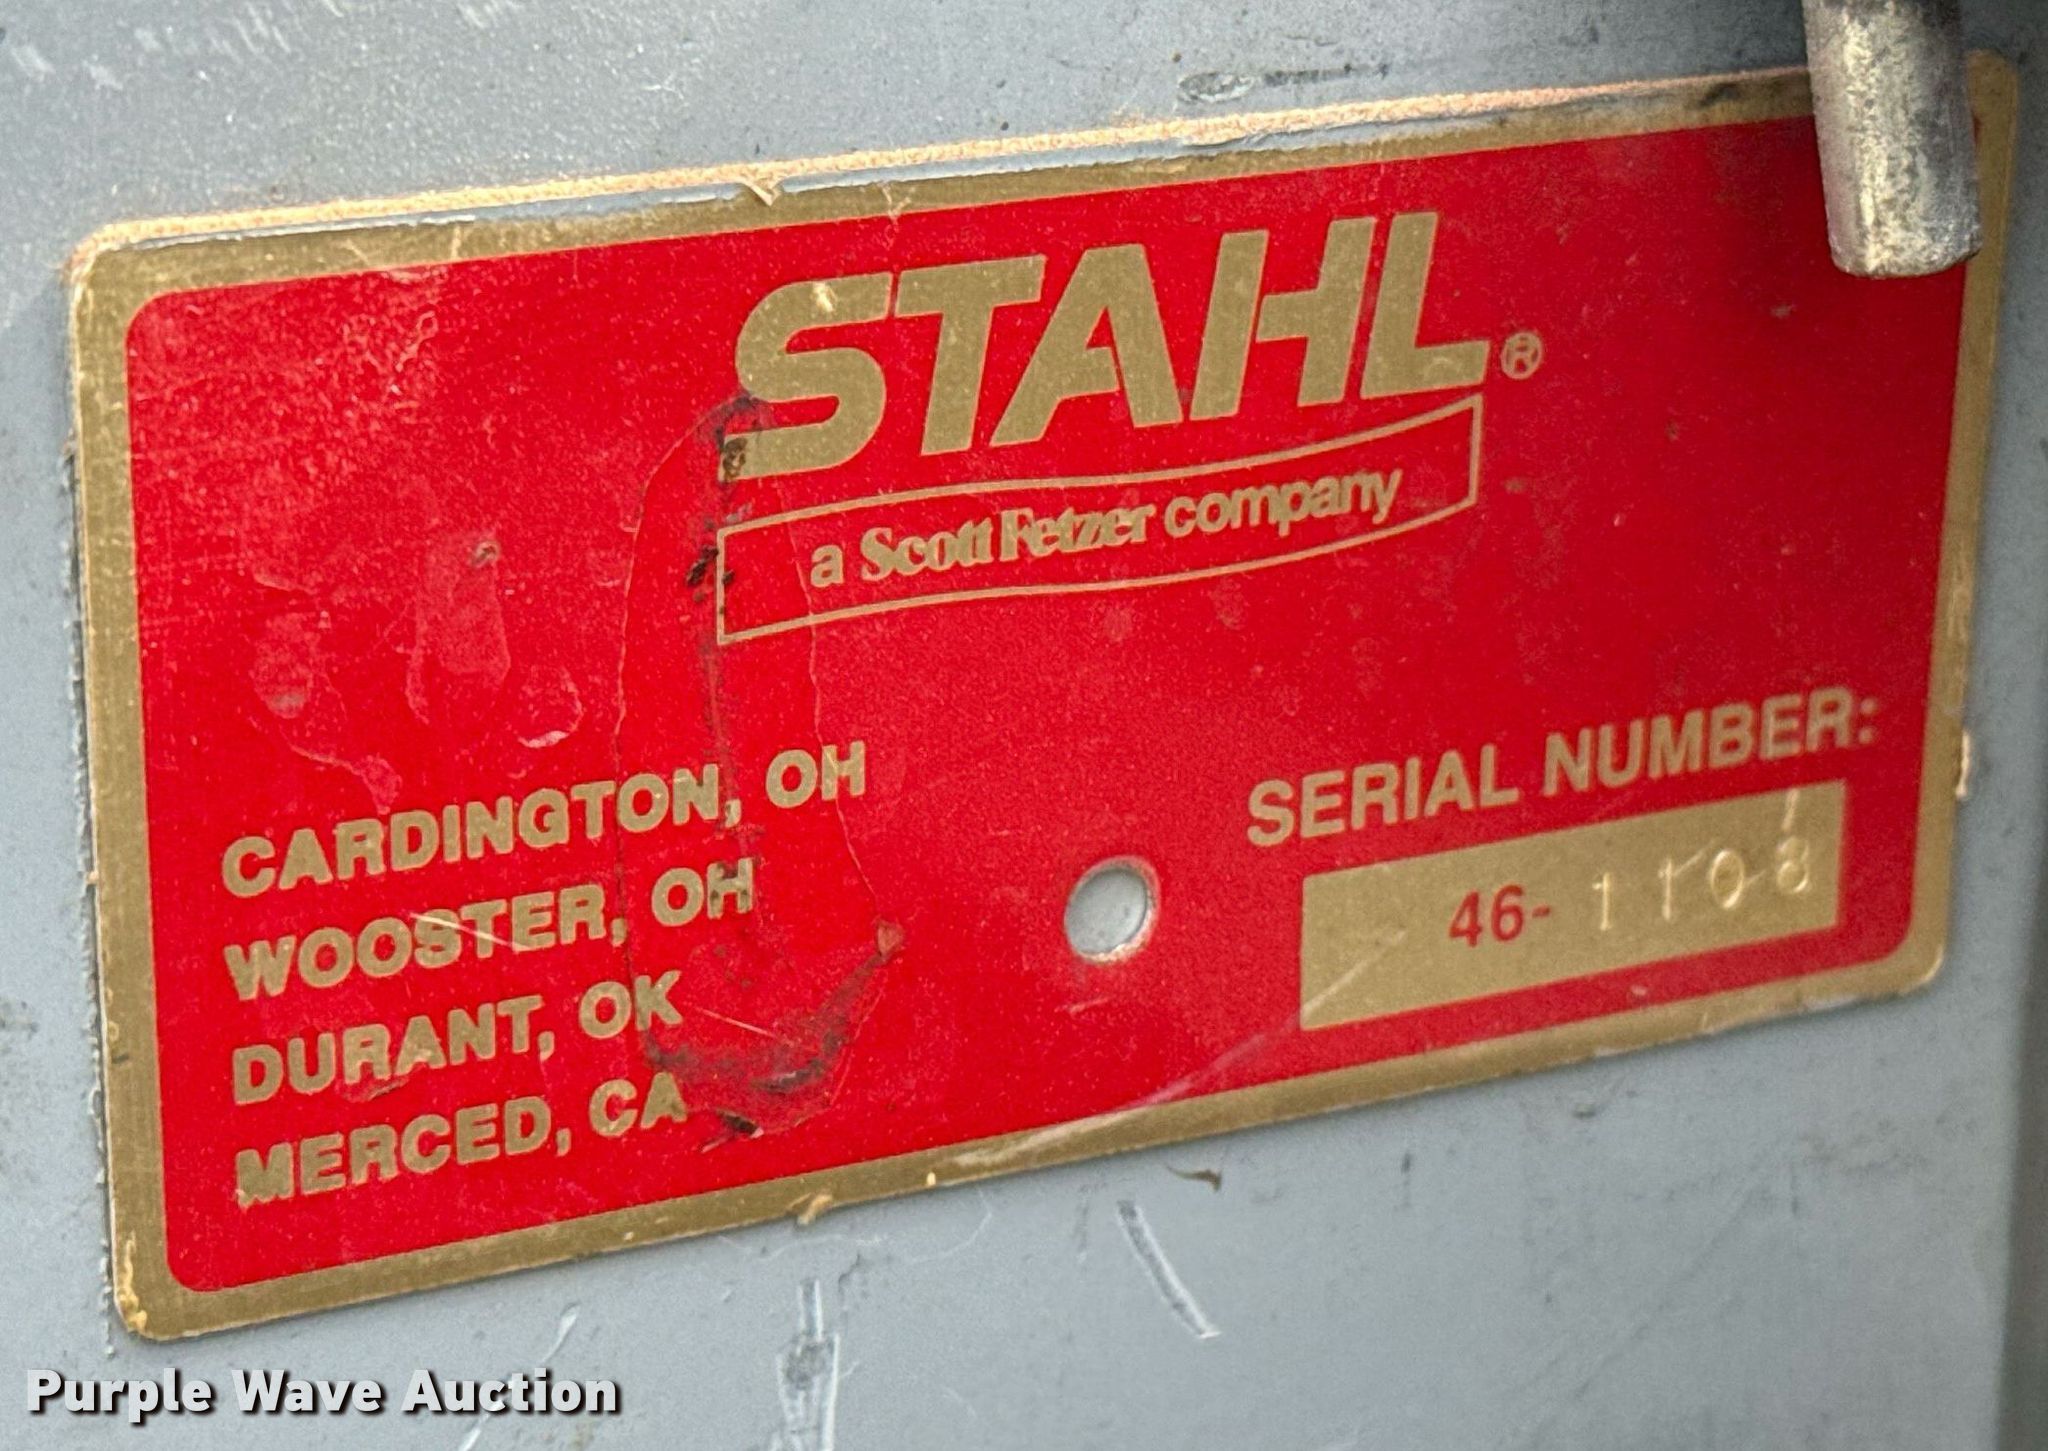 STAHL®
a Scott Fetzer company
CARDINGTON, OH
WOOSTER, OH
DURANT, OK
MERCED, CA
SERIAL NUMBER:
46-1108
Purple Wave Auction